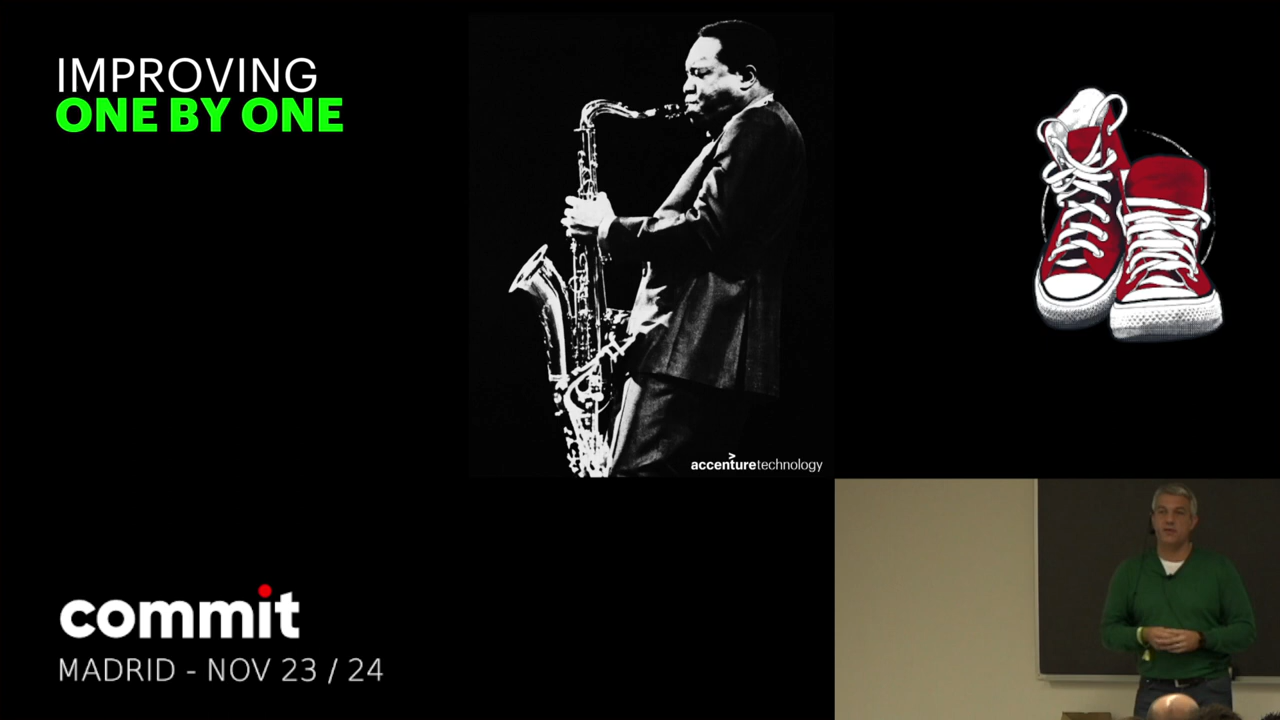 IMPROVING
ONE BY ONE
accenturetechnology
commit
MADRID - NOV 23 / 24